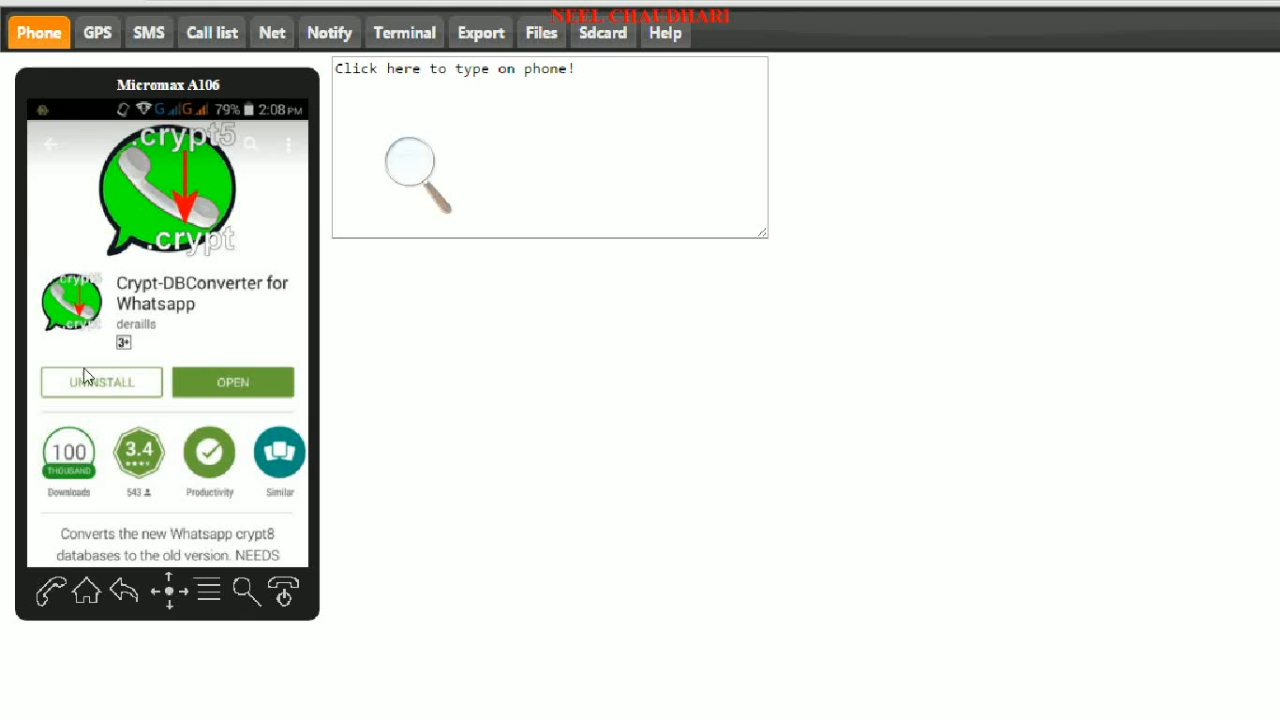 NEEL CHAUDHARI
Phone GPS SMS Call list Net Notify Terminal Export Files Sdcard Help
Micromax A106
G G 79% 2:08 PM
.crypt5
.crypt
Crypt-DBConverter for
Whatsapp
deraills
3+
UNINSTALL OPEN
100
THOUSAND
3.4
Downloads 543 Productivity Similar
Converts the new Whatsapp crypt8
databases to the old version. NEEDS
Click here to type on phone!